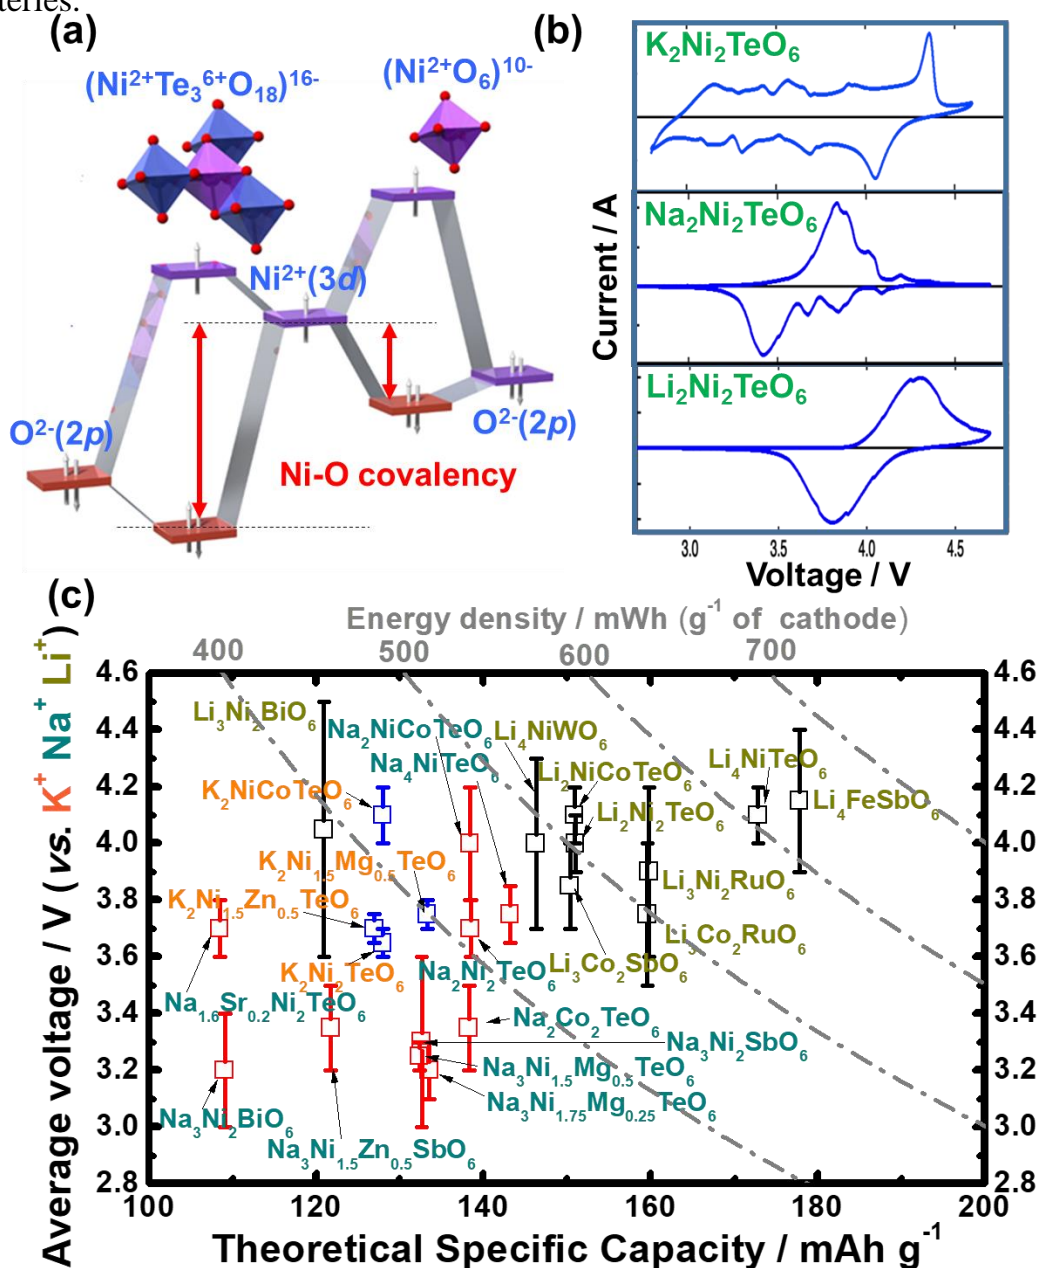 teries.
(a)
(Ni2+Te36+O18)16-
(Ni2+O6)10-
Ni2+(3d)
O2-(2p)
O2-(2p)
Ni-O covalency
(b)
K2Ni2TeO6
Na2Ni2TeO6
Li2Ni2TeO6
Current / A
3.0 3.5 4.0 4.5
Voltage / V
(c)
Energy density / mWh (g-1 of cathode)
400 500 600 700
Average voltage / V (vs. K+ Na+ Li+)
4.6 4.6
4.4 4.4
4.2 4.2
4.0 4.0
3.8 3.8
3.6 3.6
3.4 3.4
3.2 3.2
3.0 3.0
2.8 2.8
Li3Ni2BiO6
Na2NiCoTeO6
Li4NiWO6
Na4NiTeO6
Li2NiCoTeO6
Li4NiTeO6
K2NiCoTeO6
Li2Ni2TeO6
Li4FeSbO6
K2Ni1.5Mg0.5TeO6
Li3Ni2RuO6
K2Ni1.5Zn0.5TeO6
Li3Co2RuO6
K2Ni2TeO6
Na2Ni2TeO6
Li3Co2SbO6
Na1.6Sr0.2Ni2TeO6
Na2Co2TeO6
Na3Ni2SbO6
Na3Ni1.5Mg0.5TeO6
Na3Ni1.75Mg0.25TeO6
Na3Ni2BiO6
Na3Ni1.5Zn0.5SbO6
100 120 140 160 180 200
Theoretical Specific Capacity / mAh g-1